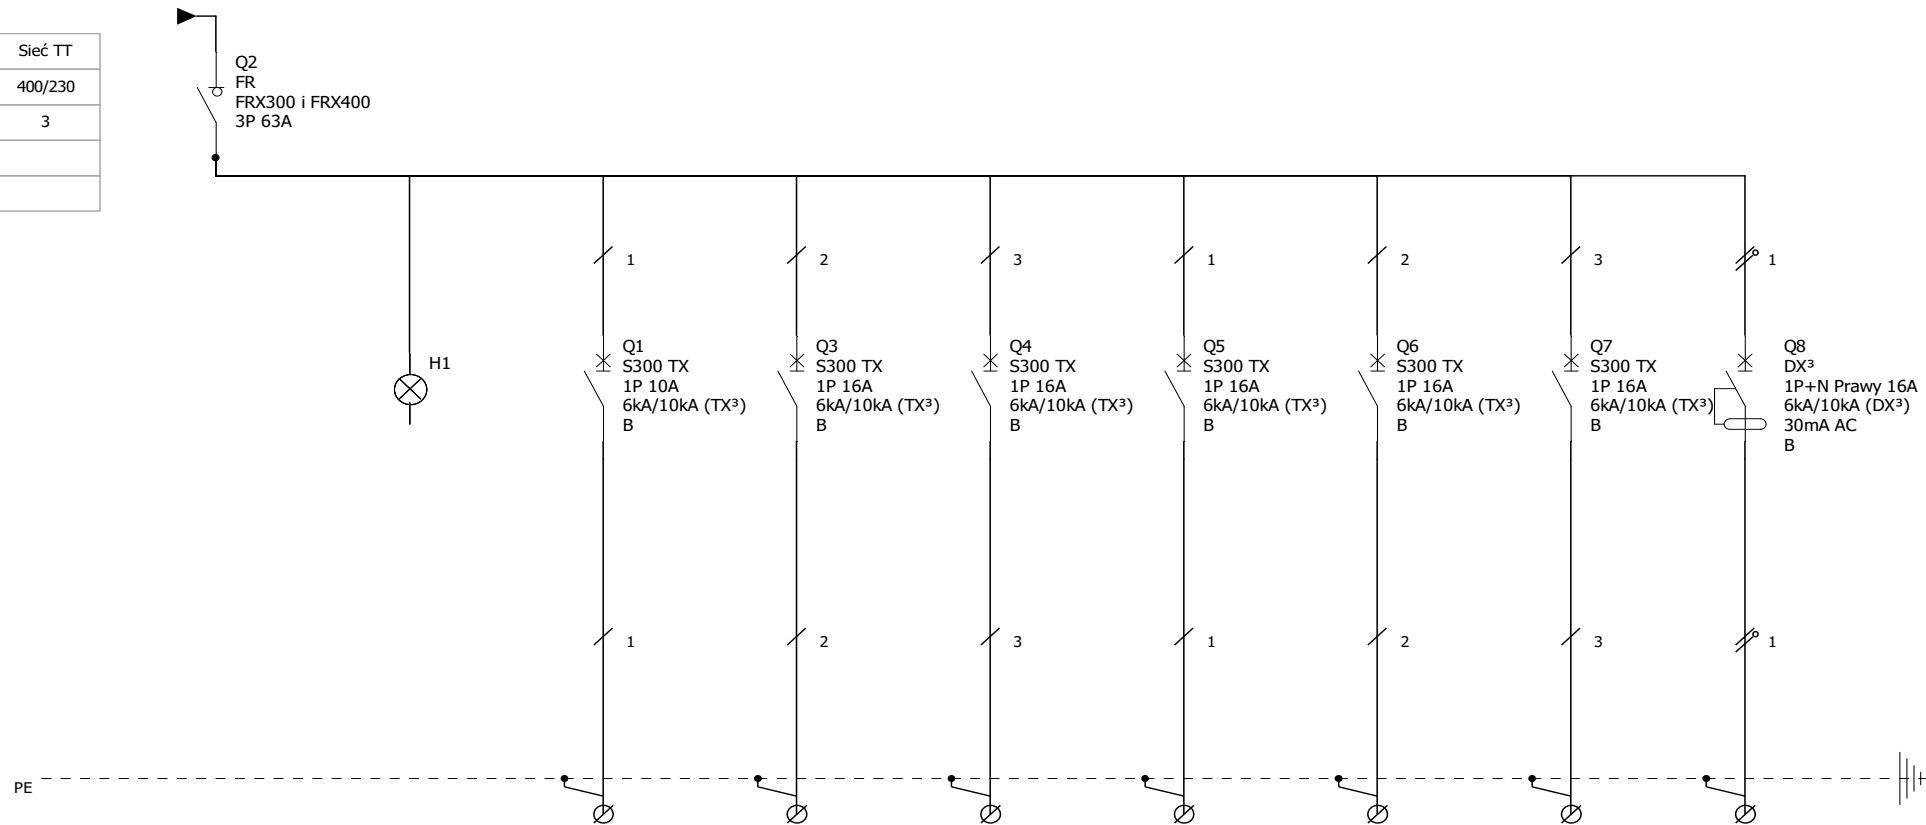 Sieć TT
400/230
3
Q2
FR
FRX300 i FRX400
3P 63A
1
2
3
1
2
3
1
H1
Q1
S300 TX
1P 10A
6kA/10kA (TX³)
B
Q3
S300 TX
1P 16A
6kA/10kA (TX³)
B
Q4
S300 TX
1P 16A
6kA/10kA (TX³)
B
Q5
S300 TX
1P 16A
6kA/10kA (TX³)
B
Q6
S300 TX
1P 16A
6kA/10kA (TX³)
B
Q7
S300 TX
1P 16A
6kA/10kA (TX³)
B
Q8
DX³
1P+N Prawy 16A
6kA/10kA (DX³)
30mA AC
B
1
2
3
1
2
3
1
PE